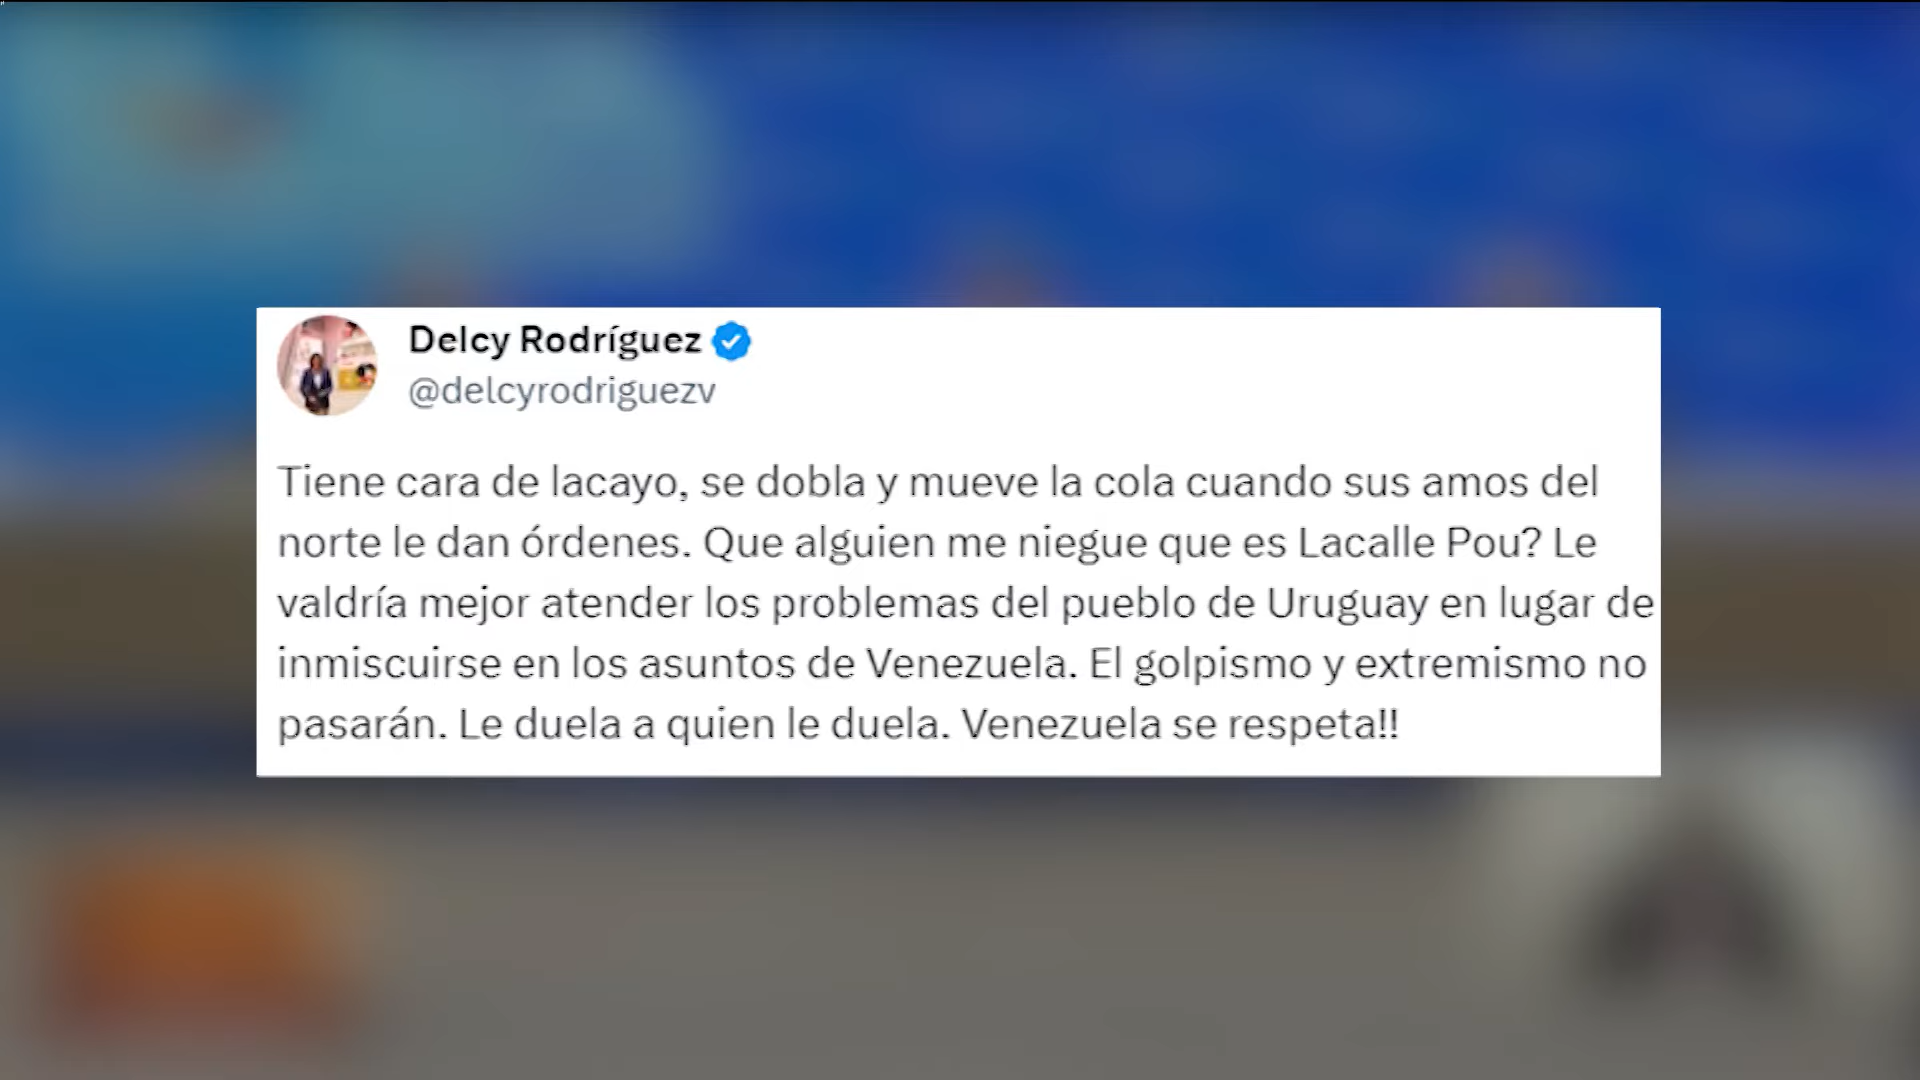 Delcy Rodríguez
@delcyrodriguezv
Tiene cara de lacayo, se dobla y mueve la cola cuando sus amos del
norte le dan órdenes. Que alguien me niegue que es Lacalle Pou? Le
valdría mejor atender los problemas del pueblo de Uruguay en lugar de
inmiscuirse en los asuntos de Venezuela. El golpismo y extremismo no
pasarán. Le duela a quien le duela. Venezuela se respeta!!